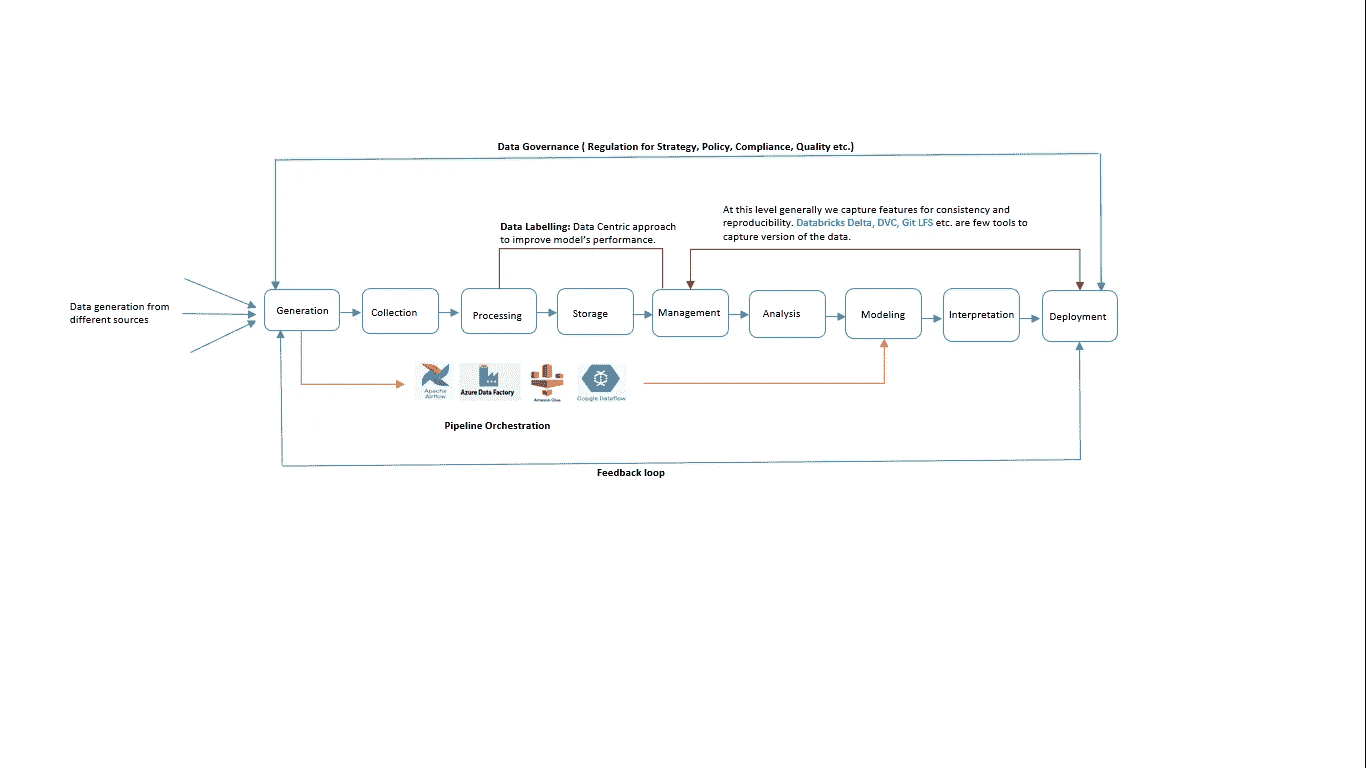 Data Governance ( Regulation for Strategy, Policy, Compliance, Quality etc.)
At this level generally we capture features for consistency and
reproducibility. Databricks Delta, DVC, Git LFS etc. are few tools to
capture version of the data.
Data Labelling: Data Centric approach
to improve model's performance.
Data generation from
different sources
Generation
Collection
Processing
Storage
Management
Analysis
Modeling
Interpretation
Deployment
Apache
Airflow
Azure Data Factory
Amazon Glue
Google Dataflow
Pipeline Orchestration
Feedback loop